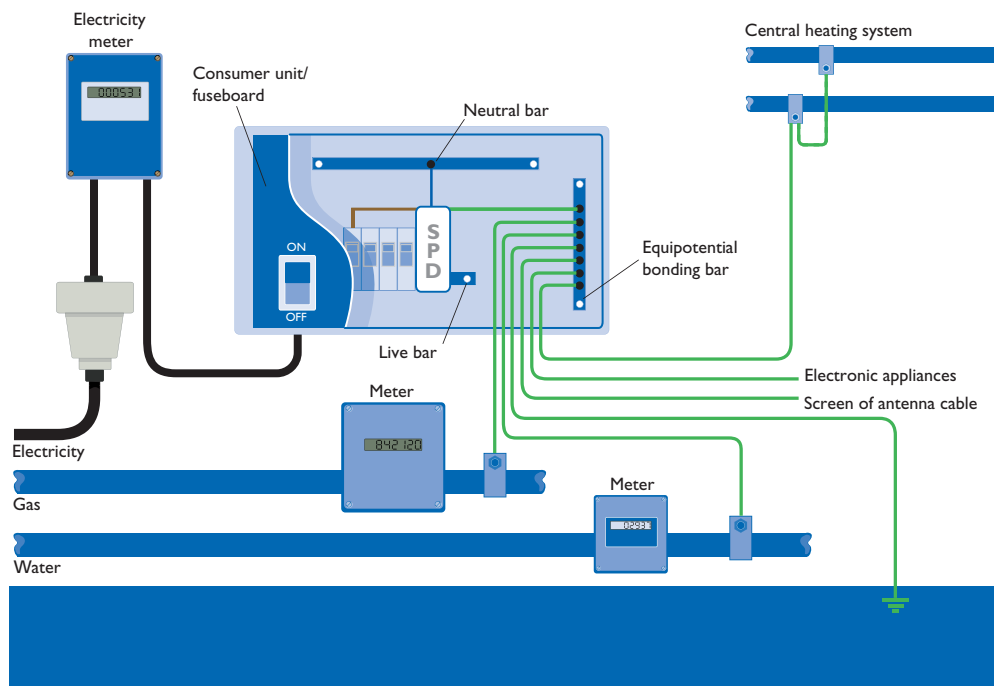 Electricity
meter
000531
Central heating system
Consumer unit/
fuseboard
Neutral bar
S
P
D
ON
OFF
Equipotential
bonding bar
Live bar
Electronic appliances
Screen of antenna cable
Meter
842120
Electricity
Gas
Meter
02937
Water